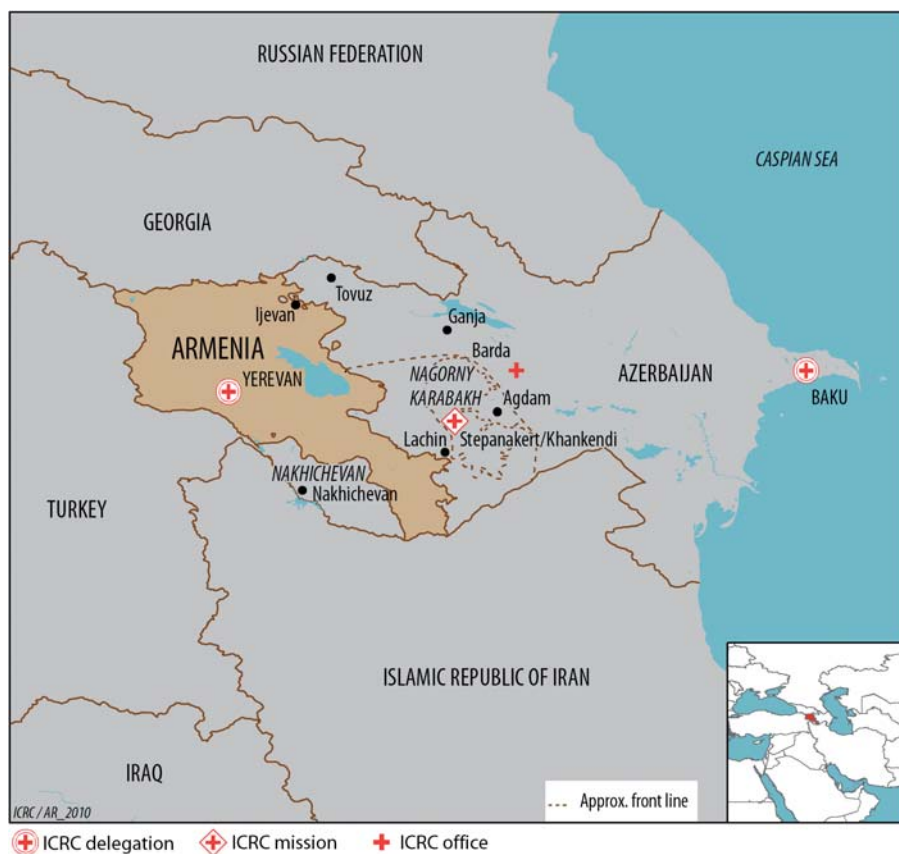 RUSSIAN FEDERATION
CASPIAN SEA
GEORGIA
Tovuz
Ijevan
Ganja
ARMENIA
Barda
YEREVAN
NAGORNY
KARABAKH
AZERBAIJAN
BAKU
Agdam
Lachin
Stepanakert/Khankendi
NAKHICHEVAN
Nakhichevan
TURKEY
ISLAMIC REPUBLIC OF IRAN
IRAQ
Approx. front line
ICRC / AR_2010
ICRC delegation ICRC mission ICRC office